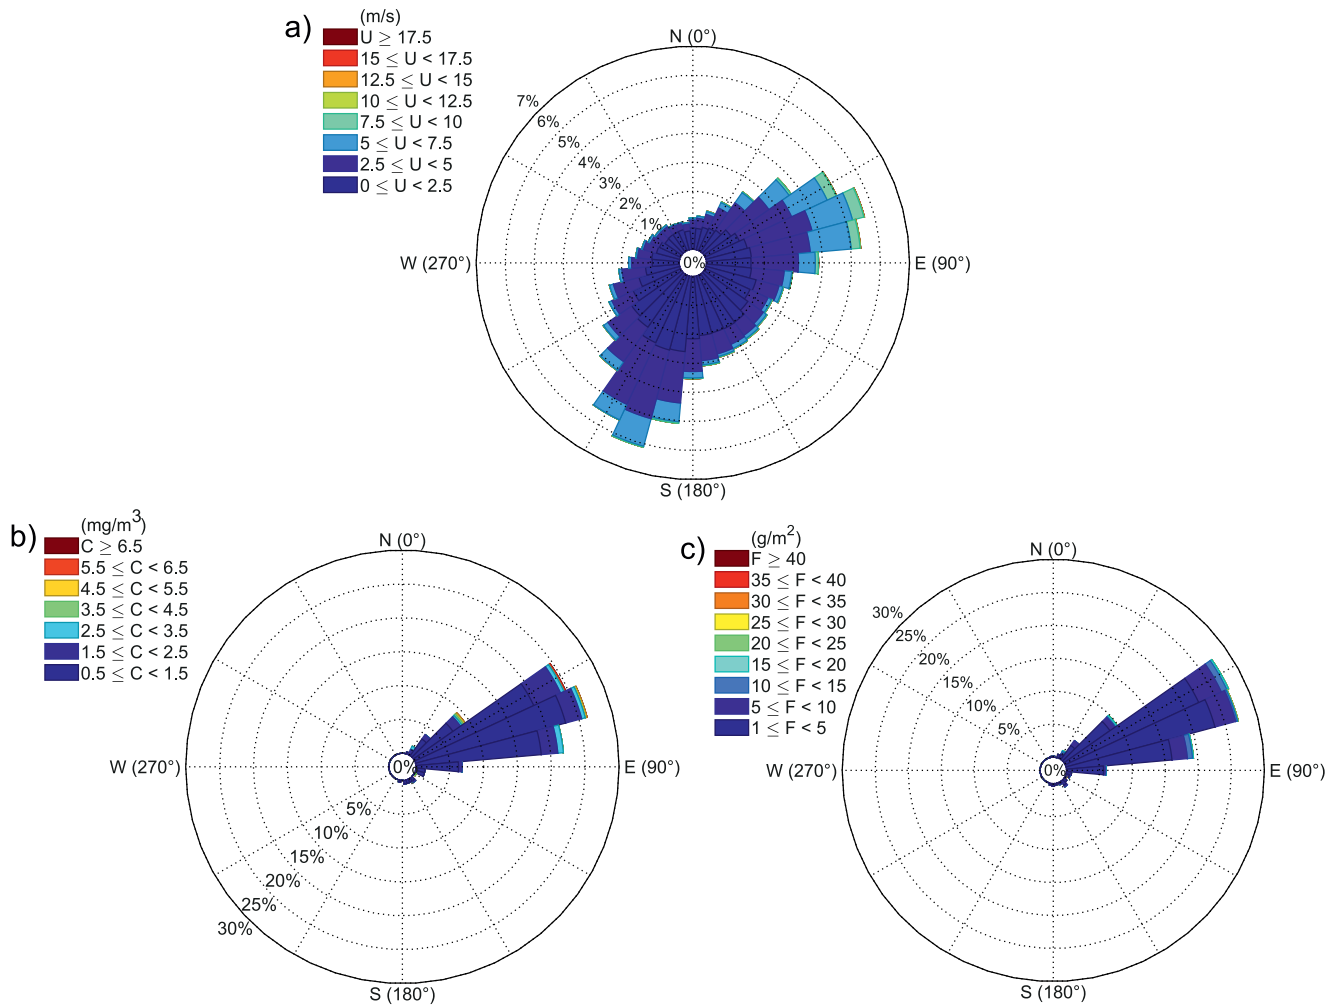 a)
(m/s)
U ≥ 17.5
15 ≤ U < 17.5
12.5 ≤ U < 15
10 ≤ U < 12.5
7.5 ≤ U < 10
5 ≤ U < 7.5
2.5 ≤ U < 5
0 ≤ U < 2.5
N (0°)
7%
6%
5%
4%
3%
2%
1%
0%
W (270°)
E (90°)
S (180°)
b)
(mg/m³)
C ≥ 6.5
5.5 ≤ C < 6.5
4.5 ≤ C < 5.5
3.5 ≤ C < 4.5
2.5 ≤ C < 3.5
1.5 ≤ C < 2.5
0.5 ≤ C < 1.5
N (0°)
W (270°)
0%
E (90°)
5%
10%
15%
20%
25%
30%
S (180°)
c)
(g/m²)
F ≥ 40
35 ≤ F < 40
30 ≤ F < 35
25 ≤ F < 30
20 ≤ F < 25
15 ≤ F < 20
10 ≤ F < 15
5 ≤ F < 10
1 ≤ F < 5
N (0°)
30%
25%
20%
15%
10%
5%
W (270°)
0%
E (90°)
S (180°)